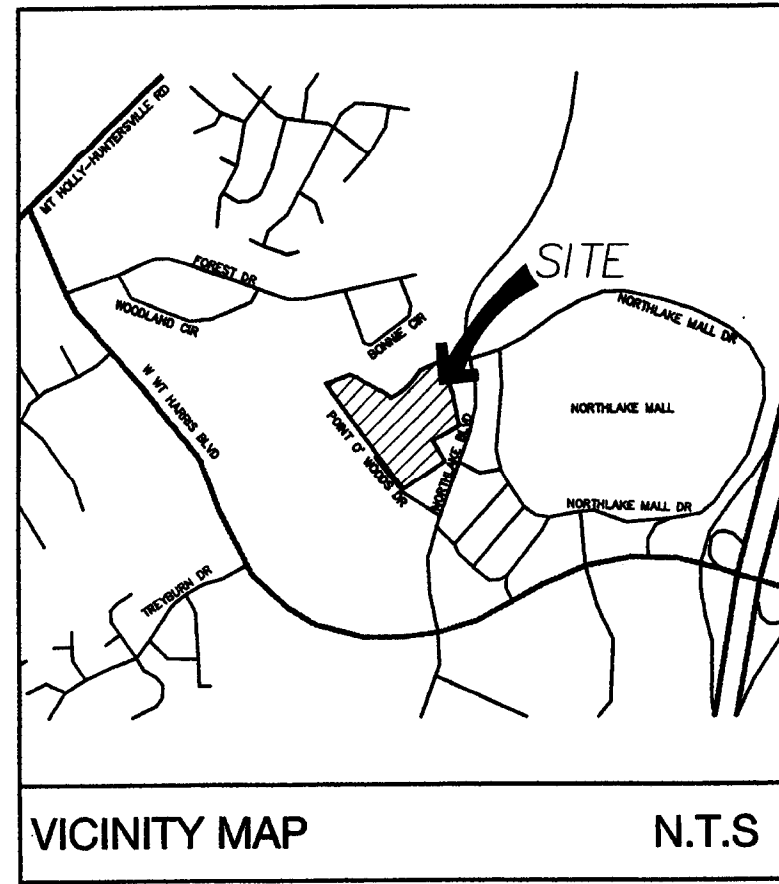 MT HOLLY-HUNTERSVILLE RD
SITE
FOREST DR
WOODLAND CIR
BONNIE CIR
NORTHLAKE MALL DR
W WT HARRIS BLVD
POINT O' WOODS DR
NORTHLAKE BLVD
NORTHLAKE MALL
NORTHLAKE MALL DR
TREYBURN DR
VICINITY MAP N.T.S